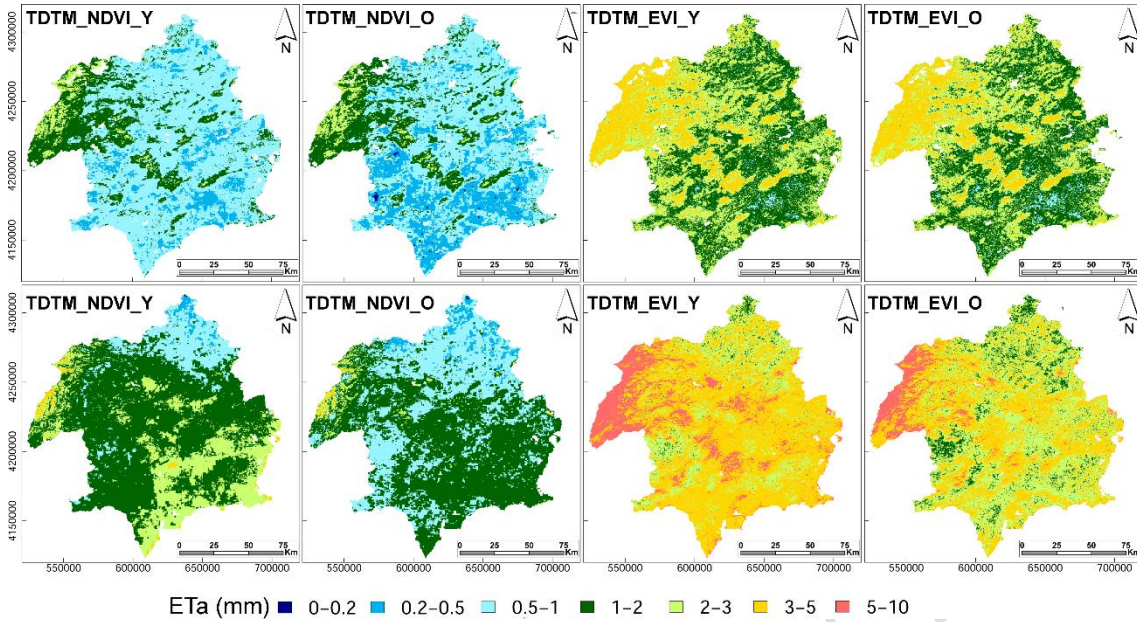 TDTM_NDVI_Y TDTM_NDVI_O TDTM_EVI_Y TDTM_EVI_O
N N N N
4300000
4250000
4200000
4150000
0 25 50 75 0 25 50 75 0 25 50 75 0 25 50 75
Km Km Km Km
TDTM_NDVI_Y TDTM_NDVI_O TDTM_EVI_Y TDTM_EVI_O
N N N N
4300000
4250000
4200000
4150000
0 25 50 75 0 25 50 75 0 25 50 75 0 25 50 75
Km Km Km Km
550000 600000 650000 700000 550000 600000 650000 700000 550000 600000 650000 700000 550000 600000 650000 700000
ETa (mm) 0–0.2 0.2–0.5 0.5–1 1–2 2–3 3–5 5–10